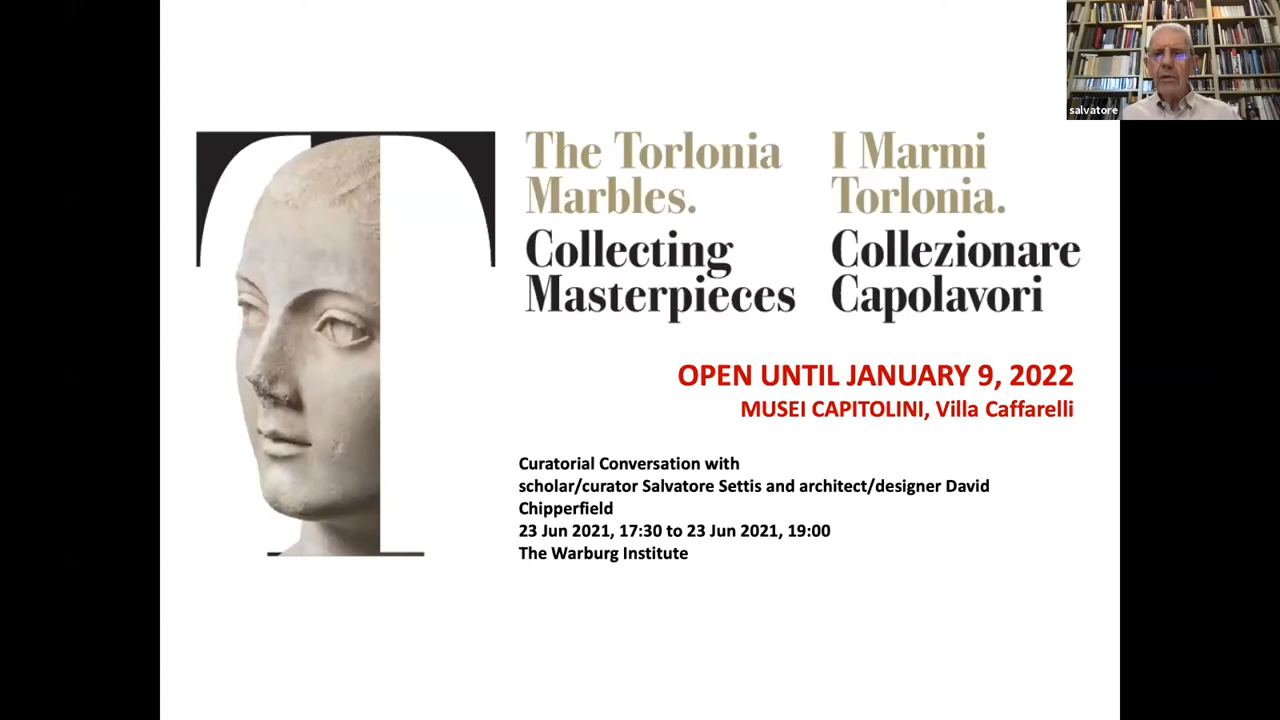 salvatore
The Torlonia
Marbles.
Collecting
Masterpieces
I Marmi
Torlonia.
Collezionare
Capolavori
OPEN UNTIL JANUARY 9, 2022
MUSEI CAPITOLINI, Villa Caffarelli
Curatorial Conversation with
scholar/curator Salvatore Settis and architect/designer David
Chipperfield
23 Jun 2021, 17:30 to 23 Jun 2021, 19:00
The Warburg Institute